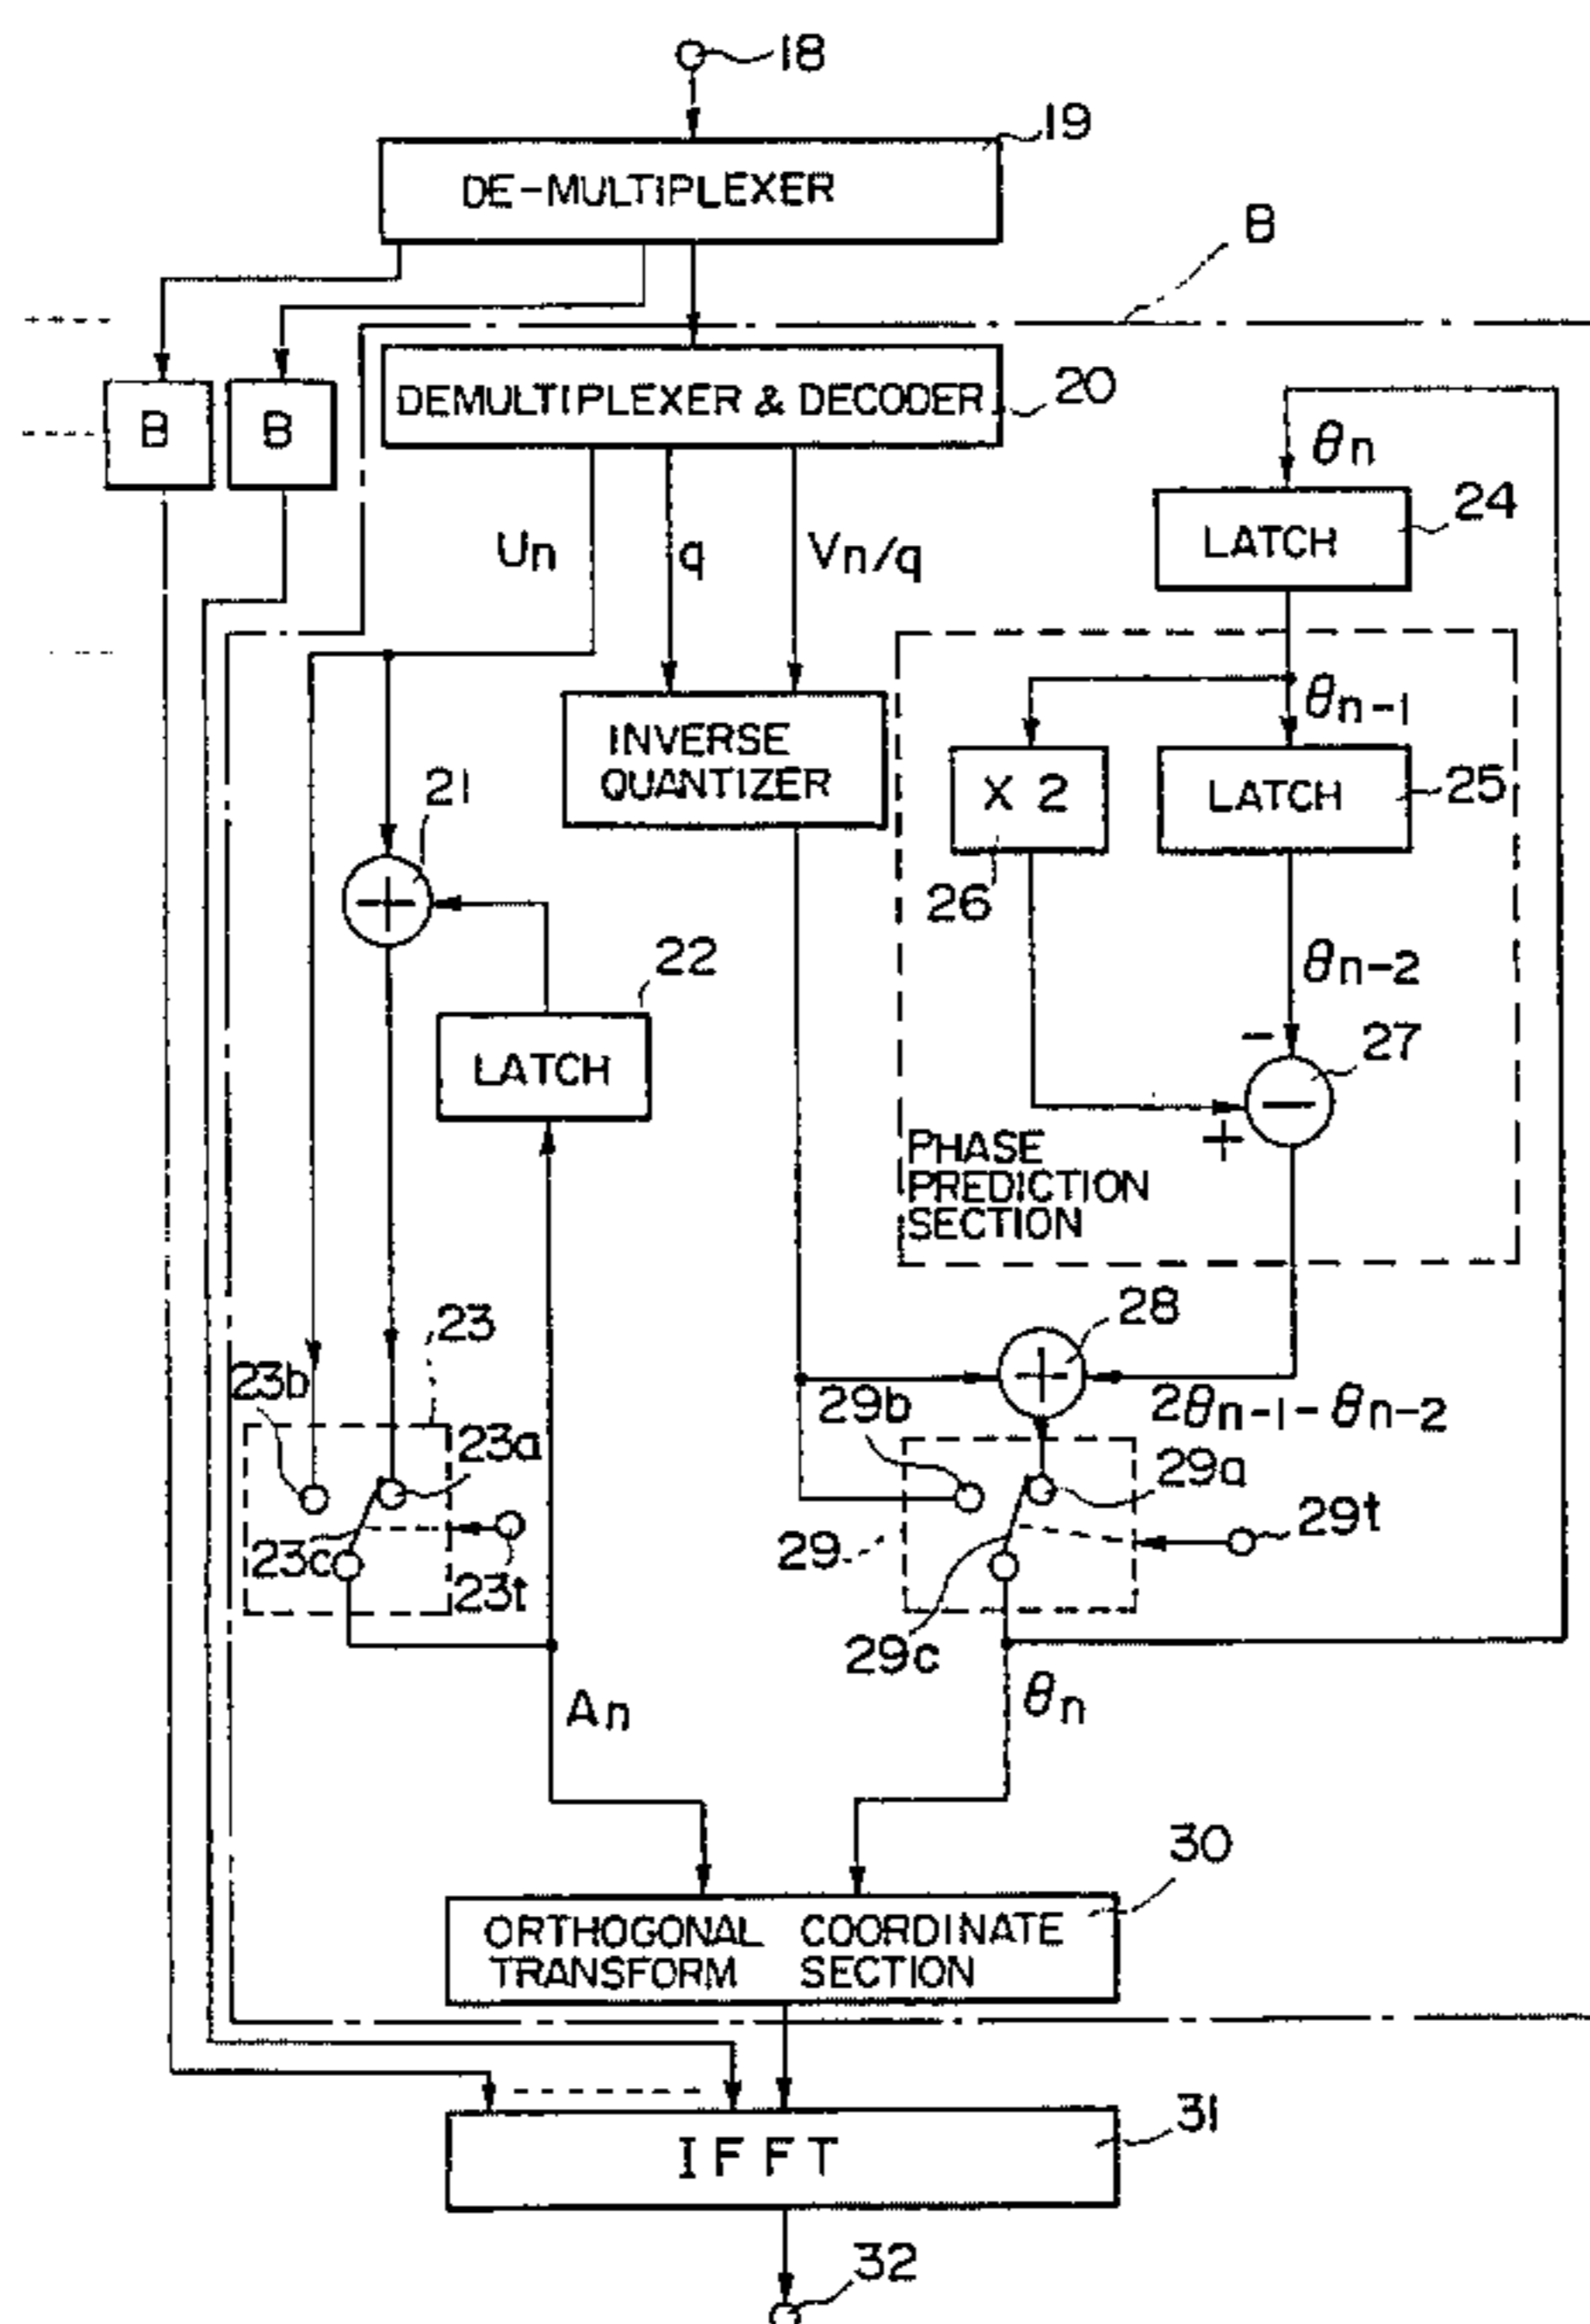 18
19
DE-MULTIPLEXER
B
DEMULTIPLEXER & DECODER
20
B
B
θn
24
LATCH
Un
q
Vn/q
θn-1
INVERSE
QUANTIZER
X 2
LATCH
25
21
26
22
θn-2
LATCH
-
27
−
+
PHASE
PREDICTION
SECTION
+
23
28
+
23b
29b
2θn-1-θn-2
23a
29a
29t
23c
23t
29
29c
An
θn
30
ORTHOGONAL COORDINATE
TRANSFORM SECTION
31
IFFT
32